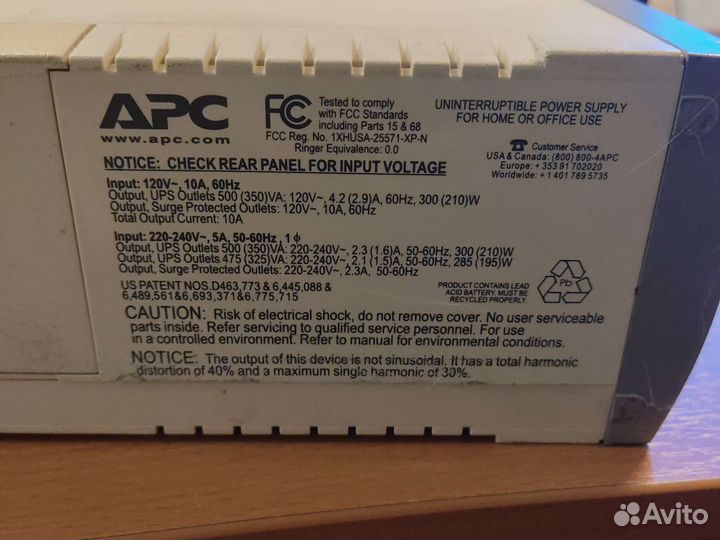 APC
www.apc.com
FC
Tested to comply
with FCC Standards
including Parts 15 & 68
FCC Reg. No. 1XHUSA-25571-XP-N
Ringer Equivalence: 0.0
UNINTERRUPTIBLE POWER SUPPLY
FOR HOME OR OFFICE USE
Customer Service
USA & Canada: (800) 800-4APC
Europe: +353 91 702020
Worldwide: +1 401 789 5735
NOTICE: CHECK REAR PANEL FOR INPUT VOLTAGE
Input: 120V~, 10A, 60Hz
Output, UPS Outlets 500 (350)VA: 120V~, 4.2 (2.9)A, 60Hz, 300 (210)W
Output, Surge Protected Outlets: 120V~, 10A, 60Hz
Total Output Current: 10A
Input: 220-240V~, 5A, 50-60Hz, 1 ϕ
Output, UPS Outlets 500 (350)VA: 220-240V~, 2.3 (1.6)A, 50-60Hz, 300 (210)W
Output, UPS Outlets 475 (325)VA: 220-240V~, 2.1 (1.5)A, 50-60Hz, 285 (195)W
Output, Surge Protected Outlets: 220-240V~, 2.3A, 50-60Hz
US PATENT NOS.D463,773 & 6,445,088 &
6,489,561&6,693,371&6,775,715
PRODUCT CONTAINS LEAD
ACID BATTERY. MUST BE
RECYCLED PROPERLY.
Pb
CAUTION: Risk of electrical shock, do not remove cover. No user serviceable
parts inside. Refer servicing to qualified service personnel. For use
in a controlled environment. Refer to manual for environmental conditions.
NOTICE: The output of this device is not sinusoidal. It has a total harmonic
distortion of 40% and a maximum single harmonic of 30%.
Avito